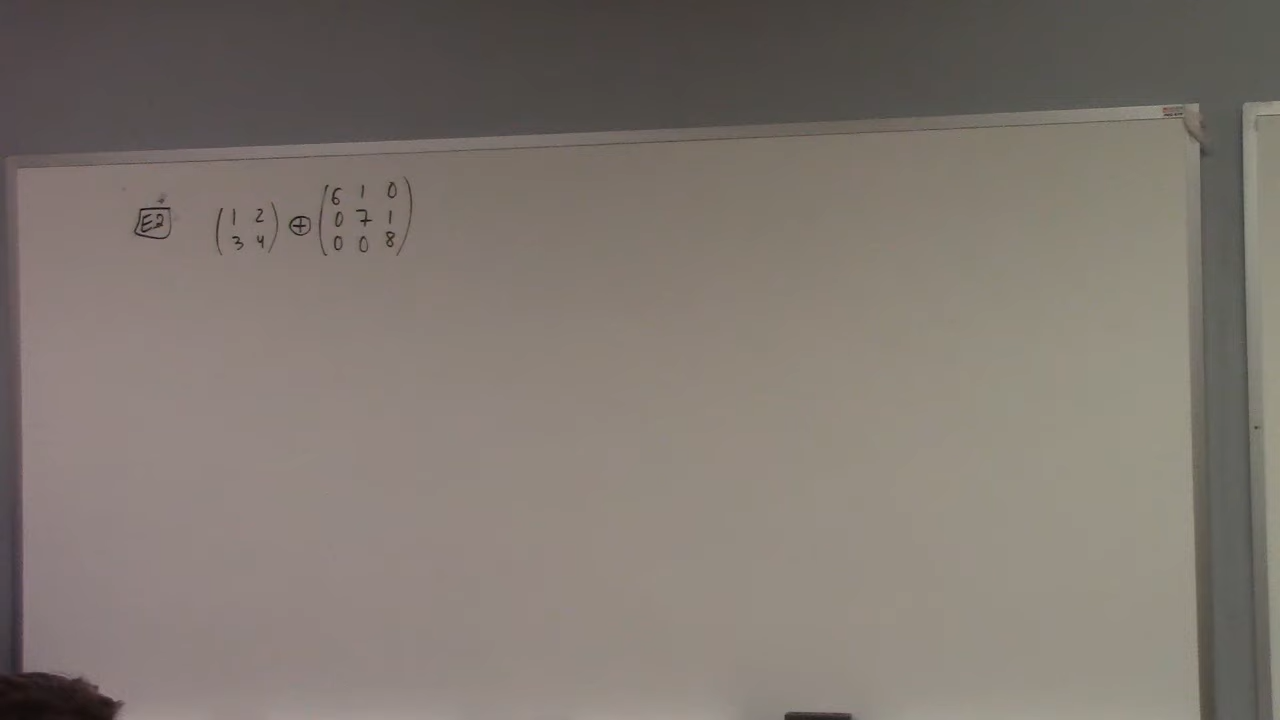 E2 ( 1 2 ) ⊕ ( 6 1 0 )
( 3 4 ) ( 0 7 1 )
( 0 0 8 )